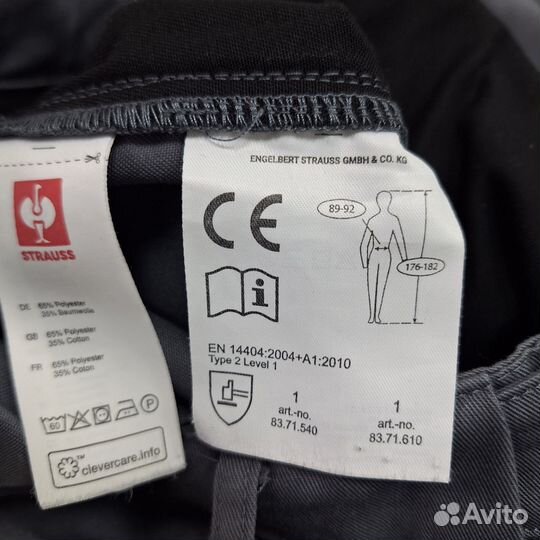 STRAUSS
DE: 65% Polyester
35% Baumwolle
GB: 65% Polyester
35% Cotton
FR: 65% Polyester
35% Coton
60
P
TM
clevercare.info
ENGELBERT STRAUSS GMBH & CO. KG
CE
89-92
176-182
i
EN 14404:2004+A1:2010
Type 2 Level 1
1
art.-no.
83.71.540
1
art.-no.
83.71.610
Avito